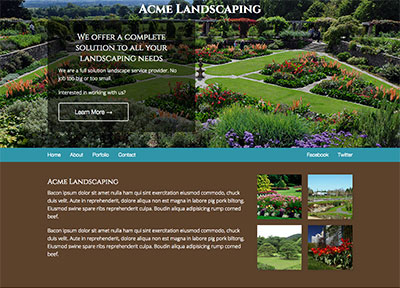 Acme Landscaping
We offer a complete
solution to all your
landscaping needs
We are a full solution landscape service provider. No
job too big or too small.
Interested in working with us?
Learn More →
Home About Porfolio Contact Facebook Twitter
Acme Landscaping
Bacon ipsum dolor sit amet nulla ham qui sint exercitation eiusmod commodo, chuck
duis velit. Aute in reprehenderit, dolore aliqua non est magna in labore pig pork biltong.
Eiusmod swine spare ribs reprehenderit culpa. Boudin aliqua adipisicing rump corned
beef.
Bacon ipsum dolor sit amet nulla ham qui sint exercitation eiusmod commodo, chuck
duis velit. Aute in reprehenderit, dolore aliqua non est magna in labore pig pork biltong.
Eiusmod swine spare ribs reprehenderit culpa. Boudin aliqua adipisicing rump corned
beef.